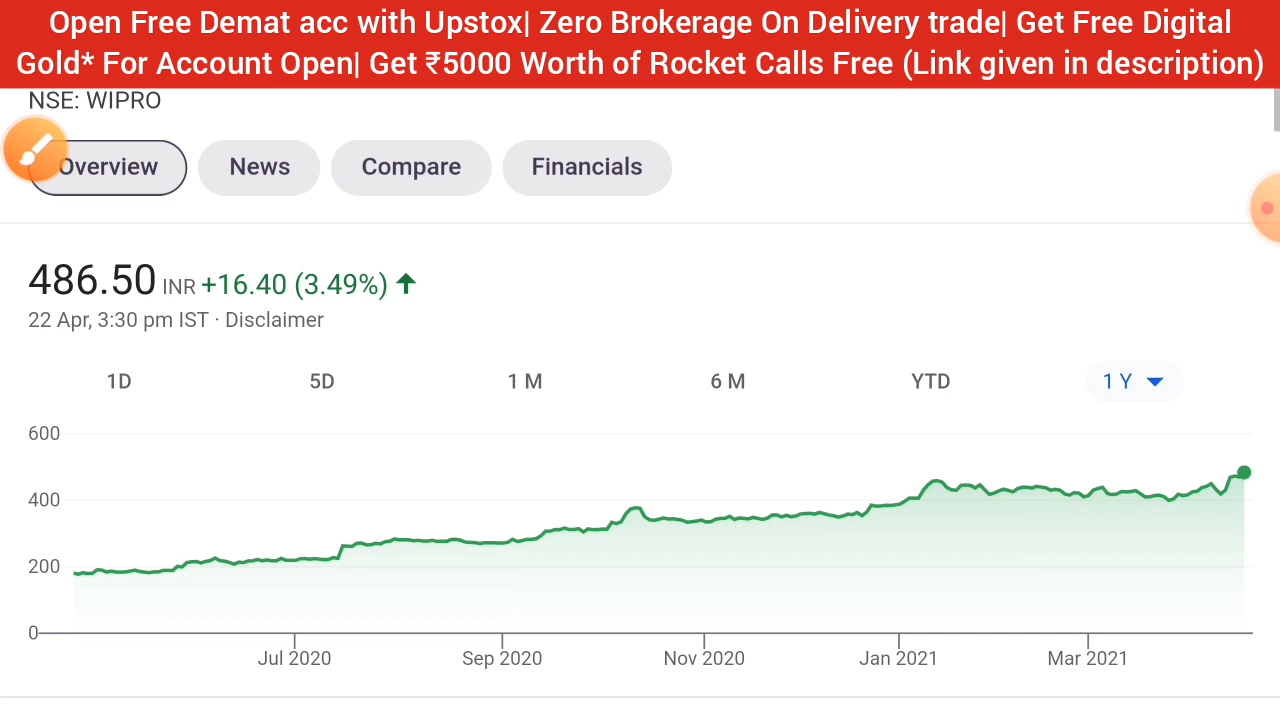 Open Free Demat acc with Upstox| Zero Brokerage On Delivery trade| Get Free Digital
Gold* For Account Open| Get ₹5000 Worth of Rocket Calls Free (Link given in description)
NSE: WIPRO
Overview News Compare Financials
486.50 INR +16.40 (3.49%)
22 Apr, 3:30 pm IST · Disclaimer
1D 5D 1 M 6 M YTD 1 Y
600
400
200
0
Jul 2020 Sep 2020 Nov 2020 Jan 2021 Mar 2021